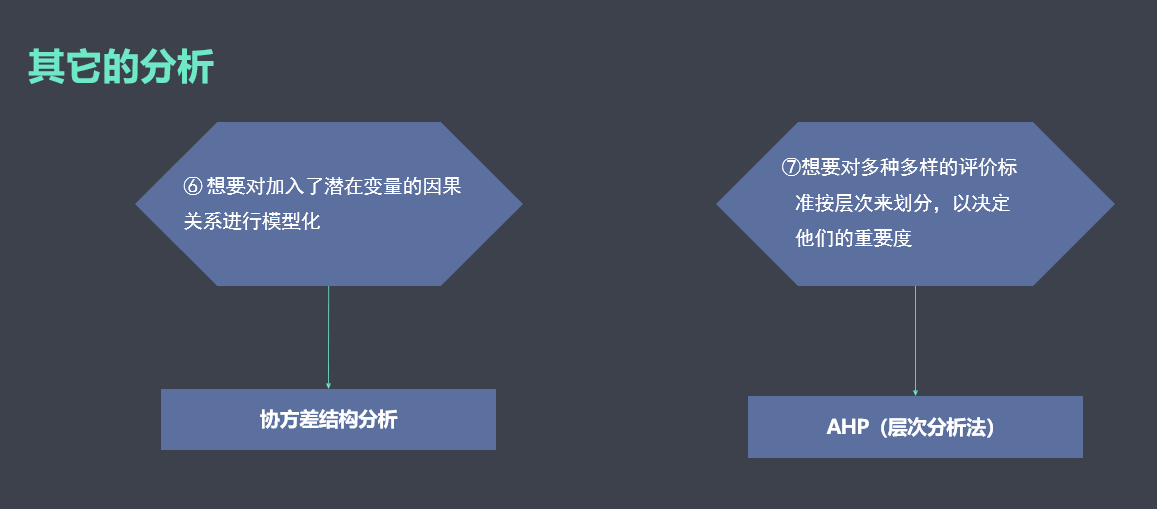 其它的分析
⑥ 想要对加入了潜在变量的因果
关系进行模型化
⑦想要对多种多样的评价标
准按层次来划分，以决定
他们的重要度
协方差结构分析
AHP（层次分析法）